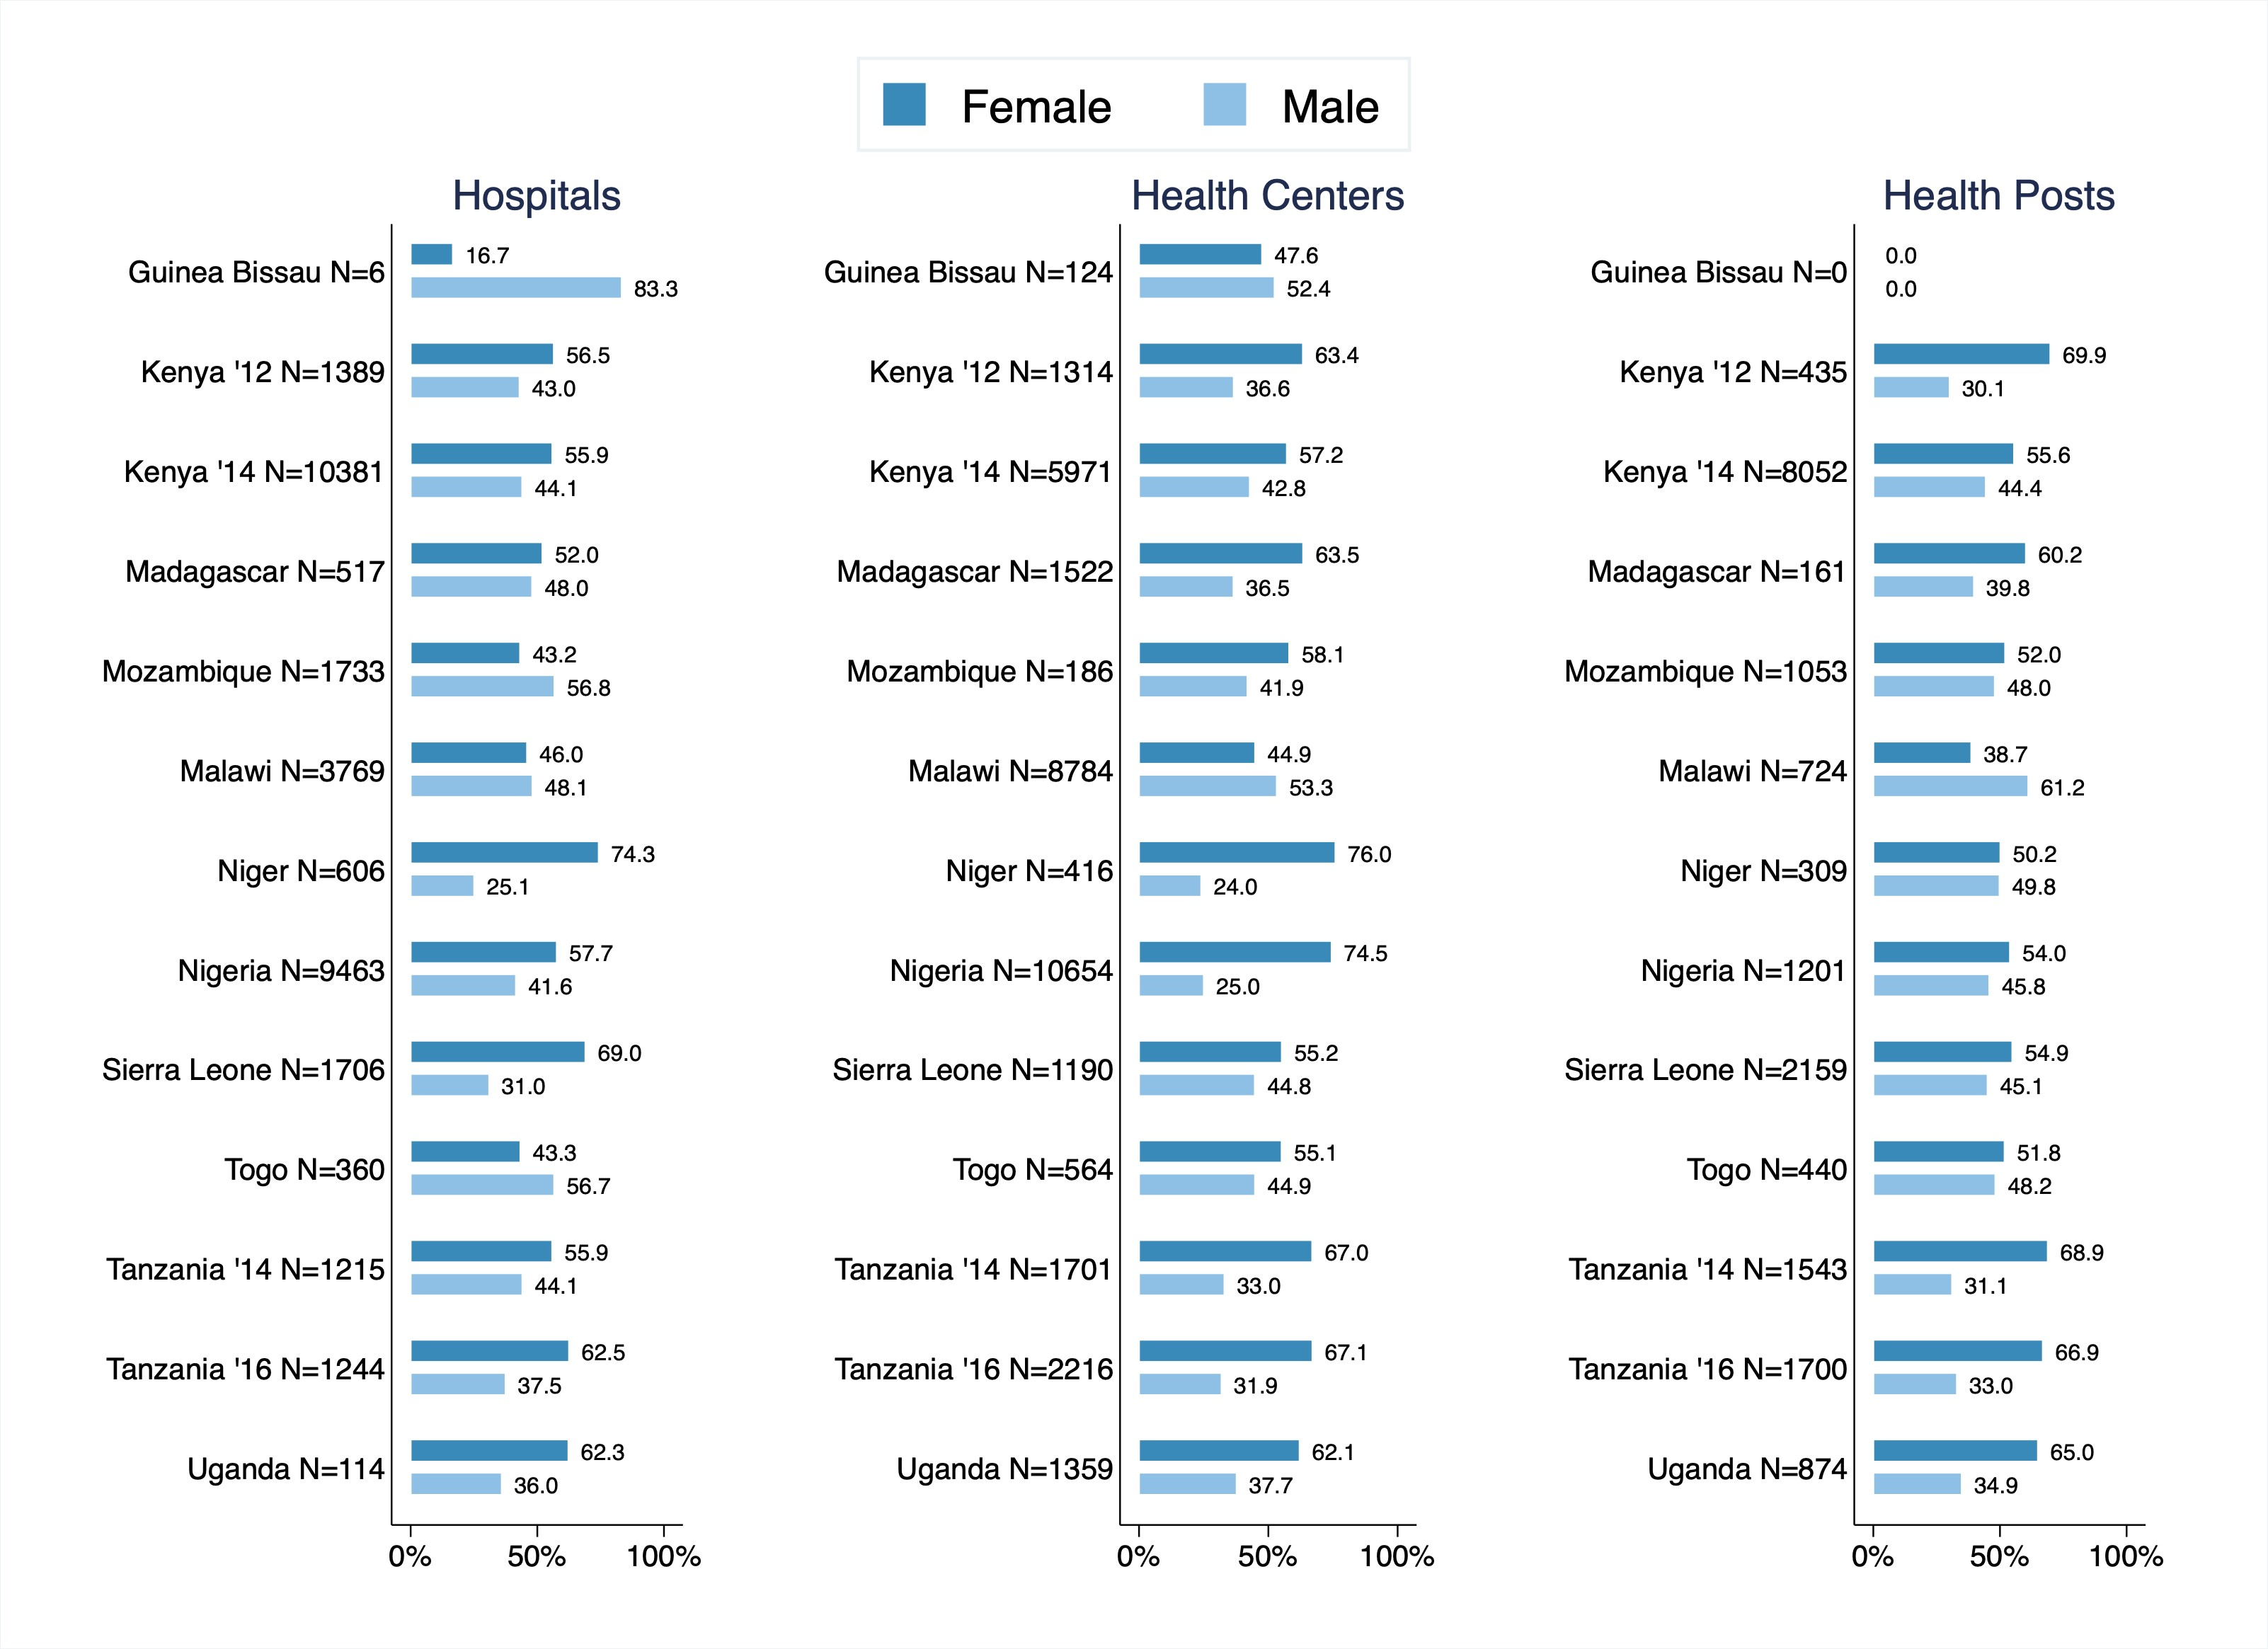 Female Male
Hospitals
Guinea Bissau N=6 16.7
83.3
Kenya '12 N=1389 56.5
43.0
Kenya '14 N=10381 55.9
44.1
Madagascar N=517 52.0
48.0
Mozambique N=1733 43.2
56.8
Malawi N=3769 46.0
48.1
Niger N=606 74.3
25.1
Nigeria N=9463 57.7
41.6
Sierra Leone N=1706 69.0
31.0
Togo N=360 43.3
56.7
Tanzania '14 N=1215 55.9
44.1
Tanzania '16 N=1244 62.5
37.5
Uganda N=114 62.3
36.0
0% 50% 100%
Health Centers
Guinea Bissau N=124 47.6
52.4
Kenya '12 N=1314 63.4
36.6
Kenya '14 N=5971 57.2
42.8
Madagascar N=1522 63.5
36.5
Mozambique N=186 58.1
41.9
Malawi N=8784 44.9
53.3
Niger N=416 76.0
24.0
Nigeria N=10654 74.5
25.0
Sierra Leone N=1190 55.2
44.8
Togo N=564 55.1
44.9
Tanzania '14 N=1701 67.0
33.0
Tanzania '16 N=2216 67.1
31.9
Uganda N=1359 62.1
37.7
0% 50% 100%
Health Posts
Guinea Bissau N=0 0.0
0.0
Kenya '12 N=435 69.9
30.1
Kenya '14 N=8052 55.6
44.4
Madagascar N=161 60.2
39.8
Mozambique N=1053 52.0
48.0
Malawi N=724 38.7
61.2
Niger N=309 50.2
49.8
Nigeria N=1201 54.0
45.8
Sierra Leone N=2159 54.9
45.1
Togo N=440 51.8
48.2
Tanzania '14 N=1543 68.9
31.1
Tanzania '16 N=1700 66.9
33.0
Uganda N=874 65.0
34.9
0% 50% 100%